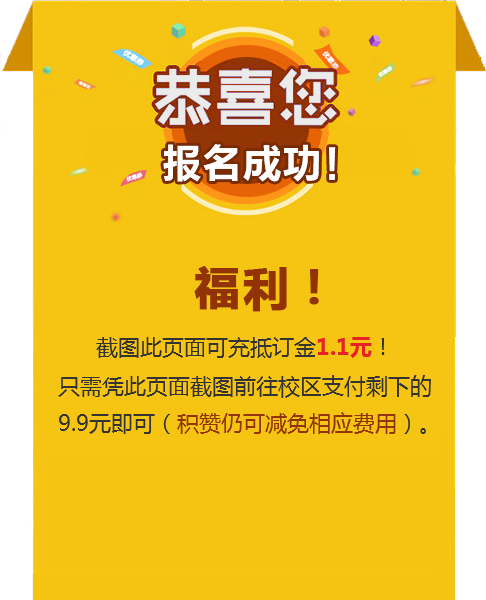 恭喜您
报名成功!
福利!
截图此页面可充抵订金1.1元!
只需凭此页面截图前往校区支付剩下的
9.9元即可(积赞仍可减免相应费用)。